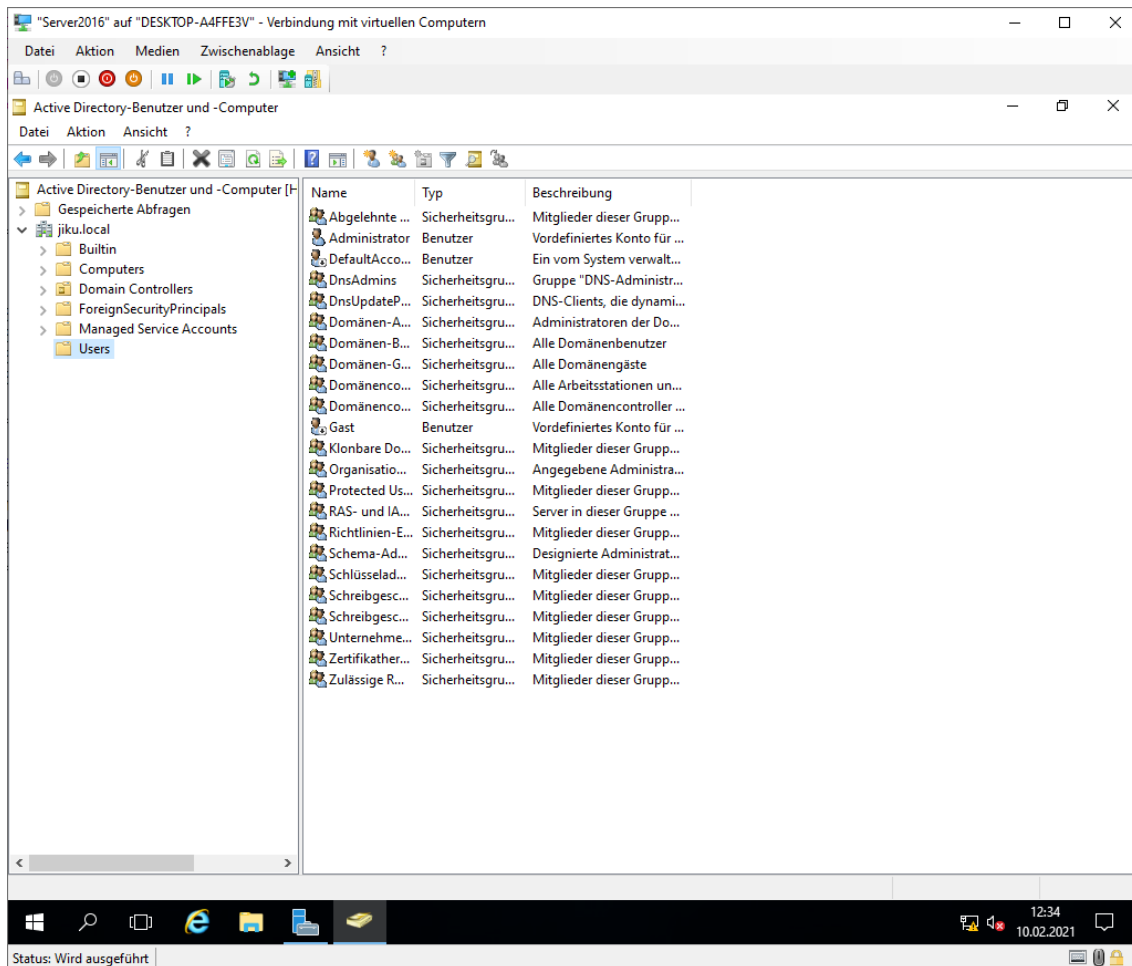 "Server2016" auf "DESKTOP-A4FFE3V" - Verbindung mit virtuellen Computern
Datei Aktion Medien Zwischenablage Ansicht ?
Active Directory-Benutzer und -Computer
Datei Aktion Ansicht ?
Active Directory-Benutzer und -Computer [H
Gespeicherte Abfragen
jiku.local
Builtin
Computers
Domain Controllers
ForeignSecurityPrincipals
Managed Service Accounts
Users
Name Typ Beschreibung
Abgelehnte ... Sicherheitsgru... Mitglieder dieser Grupp...
Administrator Benutzer Vordefiniertes Konto für ...
DefaultAcco... Benutzer Ein vom System verwalt...
DnsAdmins Sicherheitsgru... Gruppe "DNS-Administr...
DnsUpdateP... Sicherheitsgru... DNS-Clients, die dynami...
Domänen-A... Sicherheitsgru... Administratoren der Do...
Domänen-B... Sicherheitsgru... Alle Domänenbenutzer
Domänen-G... Sicherheitsgru... Alle Domänengäste
Domänenco... Sicherheitsgru... Alle Arbeitsstationen un...
Domänenco... Sicherheitsgru... Alle Domänencontroller ...
Gast Benutzer Vordefiniertes Konto für ...
Klonbare Do... Sicherheitsgru... Mitglieder dieser Grupp...
Organisatio... Sicherheitsgru... Angegebene Administra...
Protected Us... Sicherheitsgru... Mitglieder dieser Grupp...
RAS- und IA... Sicherheitsgru... Server in dieser Gruppe ...
Richtlinien-E... Sicherheitsgru... Mitglieder dieser Grupp...
Schema-Ad... Sicherheitsgru... Designierte Administrat...
Schlüsselad... Sicherheitsgru... Mitglieder dieser Grupp...
Schreibgesc... Sicherheitsgru... Mitglieder dieser Grupp...
Schreibgesc... Sicherheitsgru... Mitglieder dieser Grupp...
Unternehme... Sicherheitsgru... Mitglieder dieser Grupp...
Zertifikather... Sicherheitsgru... Mitglieder dieser Grupp...
Zulässige R... Sicherheitsgru... Mitglieder dieser Grupp...
12:34
10.02.2021
Status: Wird ausgeführt